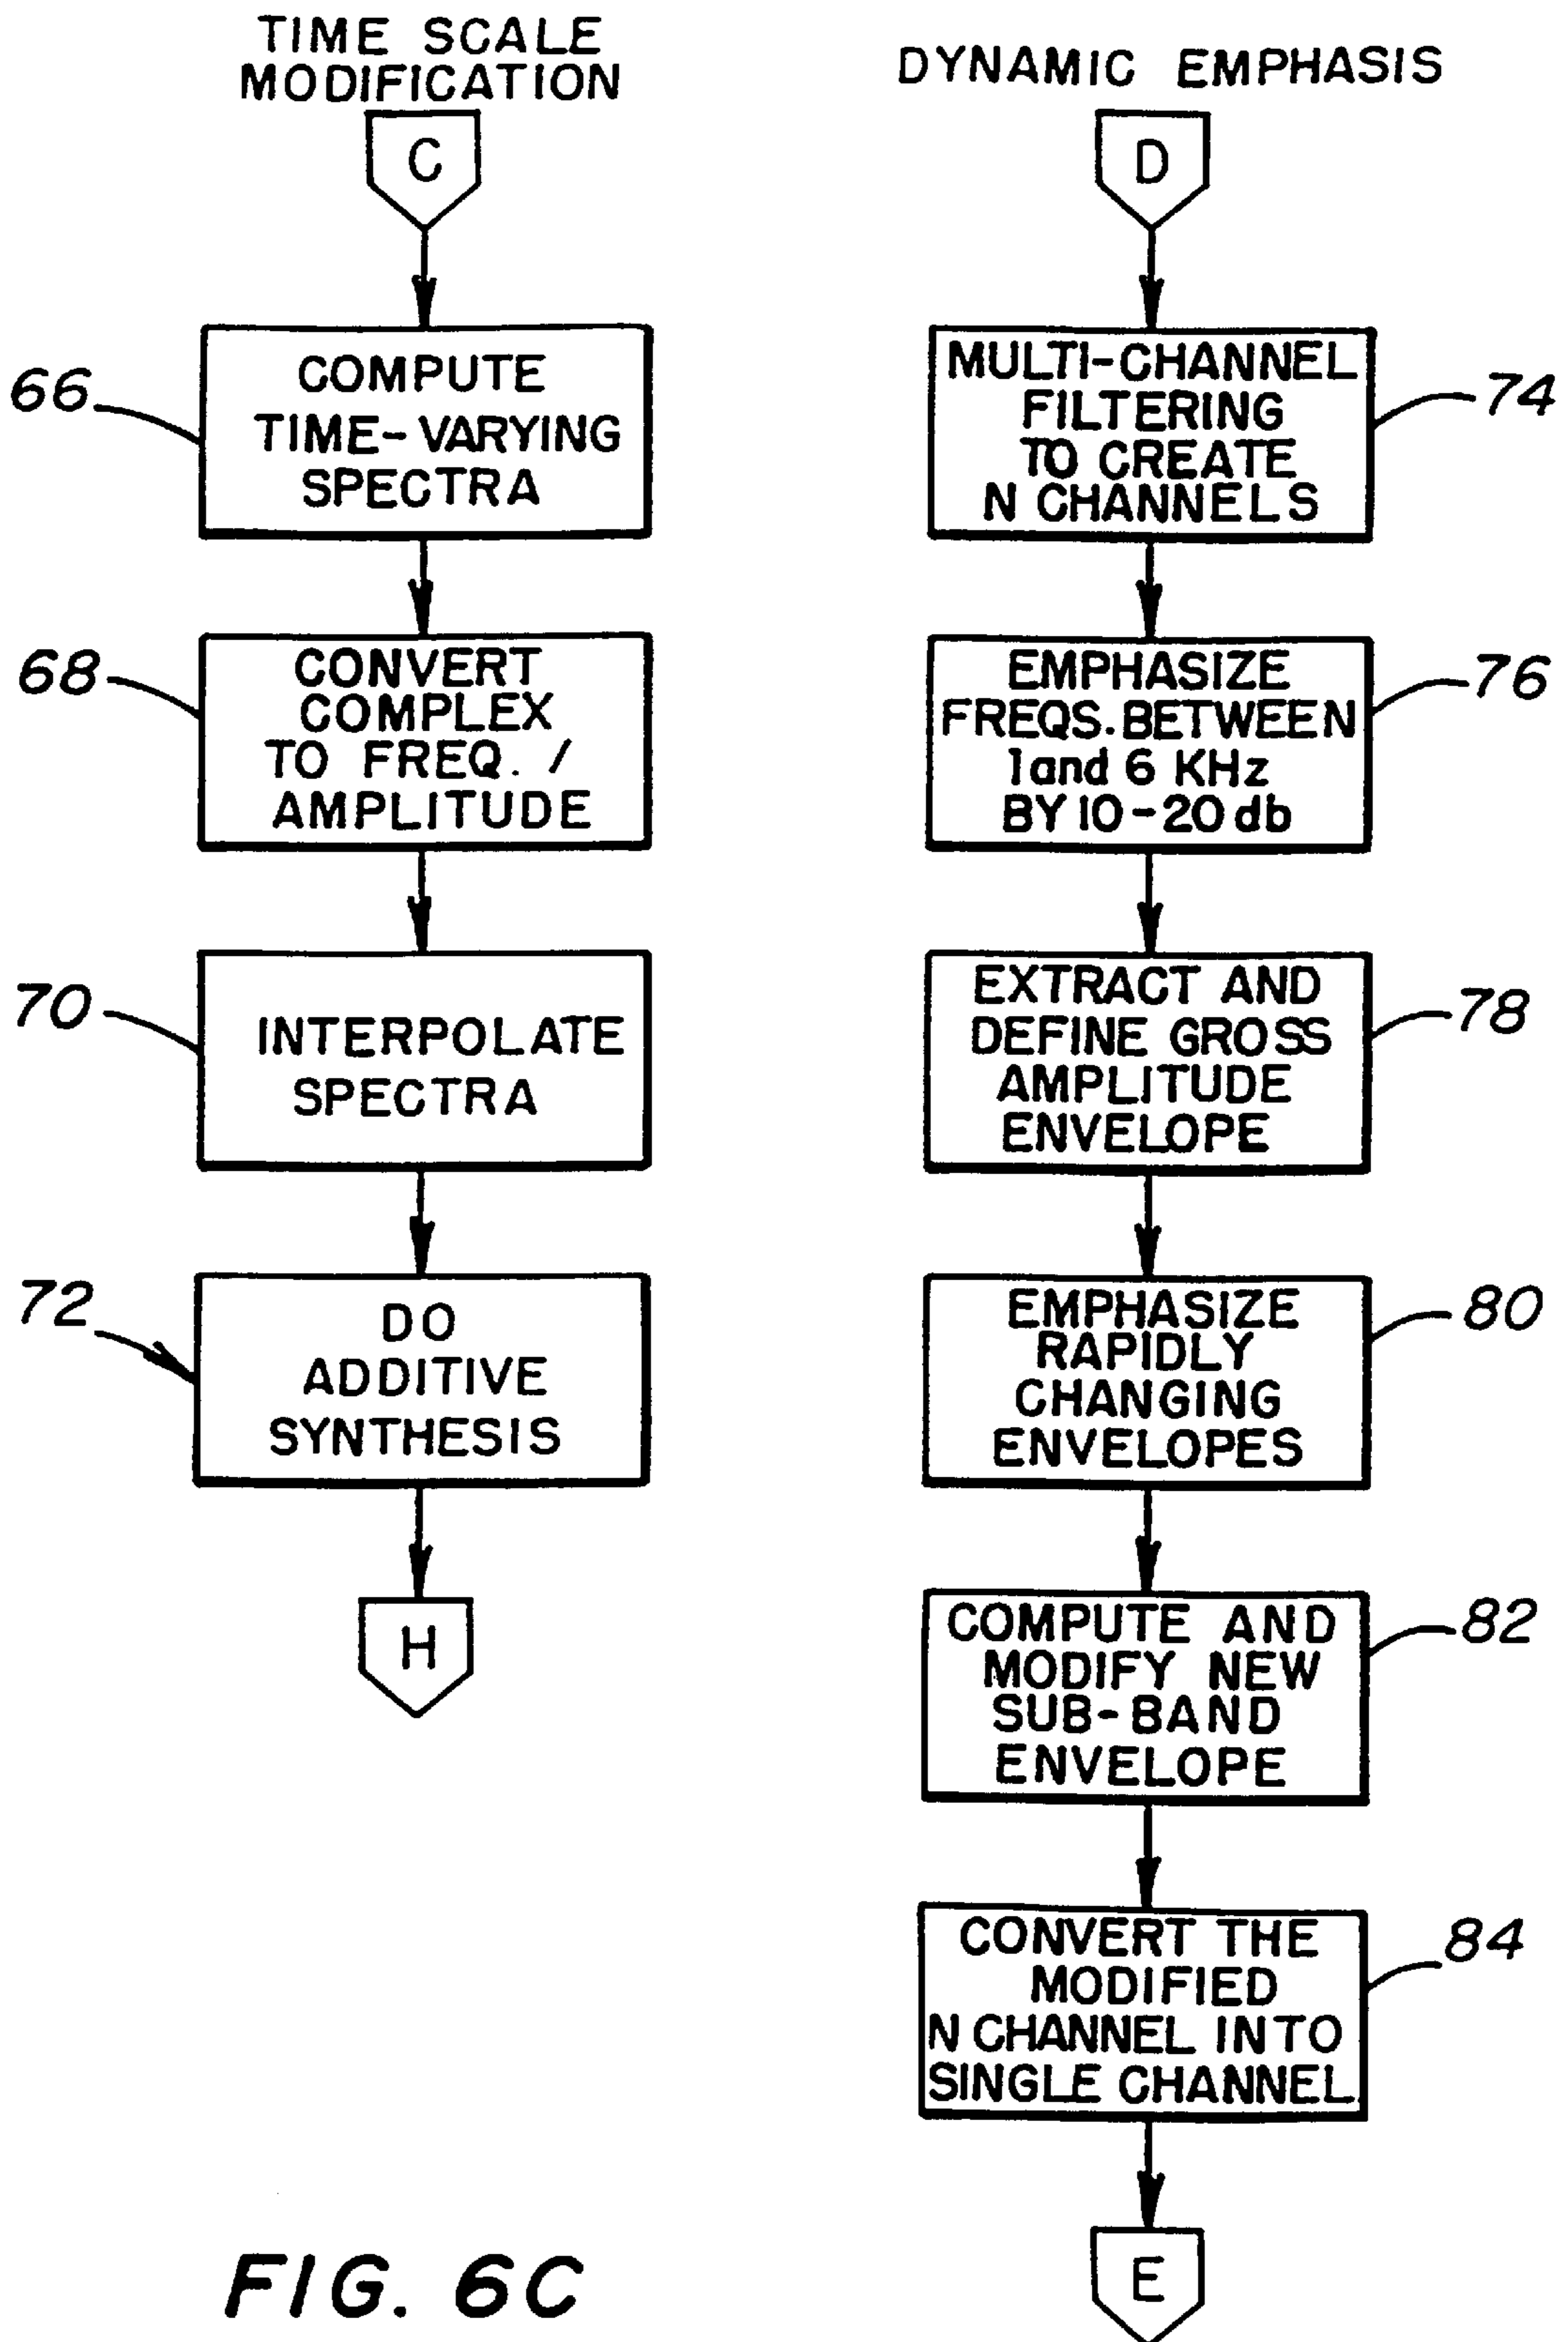 TIME SCALE
MODIFICATION
C
66
COMPUTE
TIME-VARYING
SPECTRA
68
CONVERT
COMPLEX
TO FREQ. /
AMPLITUDE
70
INTERPOLATE
SPECTRA
72
DO
ADDITIVE
SYNTHESIS
H
DYNAMIC EMPHASIS
D
MULTI-CHANNEL
FILTERING
TO CREATE
N CHANNELS
74
EMPHASIZE
FREQS. BETWEEN
1 and 6 KHz
BY 10-20 db
76
EXTRACT AND
DEFINE GROSS
AMPLITUDE
ENVELOPE
78
EMPHASIZE
RAPIDLY
CHANGING
ENVELOPES
80
COMPUTE AND
MODIFY NEW
SUB-BAND
ENVELOPE
82
CONVERT THE
MODIFIED
N CHANNEL INTO
SINGLE CHANNEL
84
E
FIG. 6C